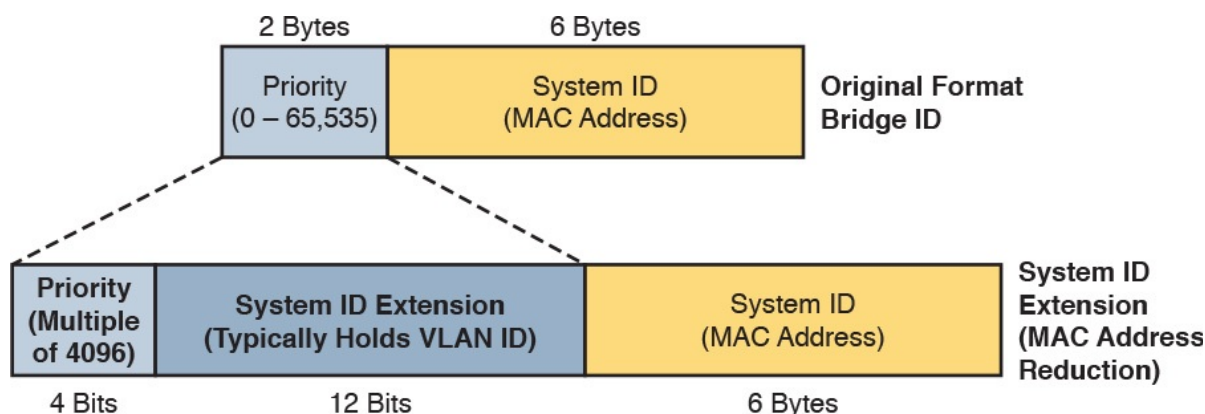 2 Bytes
6 Bytes
Priority
(0 – 65,535)
System ID
(MAC Address)
Original Format
Bridge ID
Priority
(Multiple
of 4096)
System ID Extension
(Typically Holds VLAN ID)
System ID
(MAC Address)
System ID
Extension
(MAC Address
Reduction)
4 Bits
12 Bits
6 Bytes